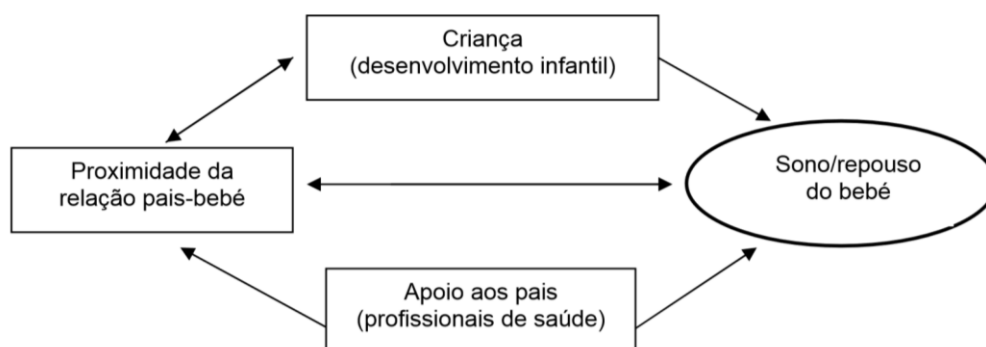 Criança
(desenvolvimento infantil)
Proximidade da
relação pais-bebé
Sono/repouso
do bebé
Apoio aos pais
(profissionais de saúde)